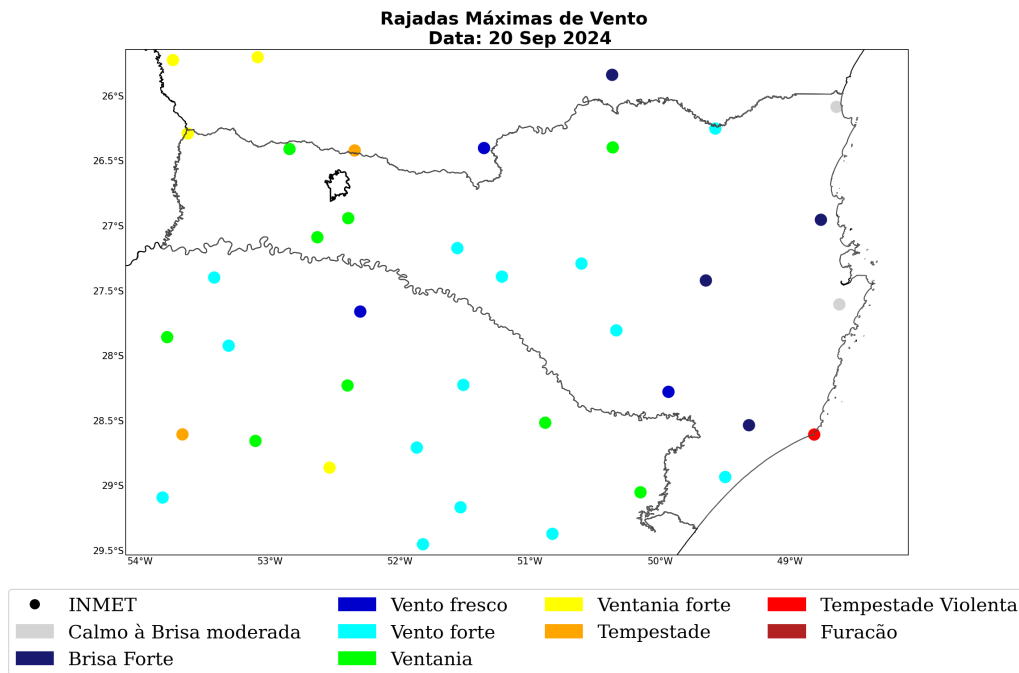 Rajadas Máximas de Vento
Data: 20 Sep 2024
26°S
26.5°S
27°S
27.5°S
28°S
28.5°S
29°S
29.5°S
54°W 53°W 52°W 51°W 50°W 49°W
INMET Vento fresco Ventania forte Tempestade Violenta
Calmo à Brisa moderada Vento forte Tempestade Furacão
Brisa Forte Ventania